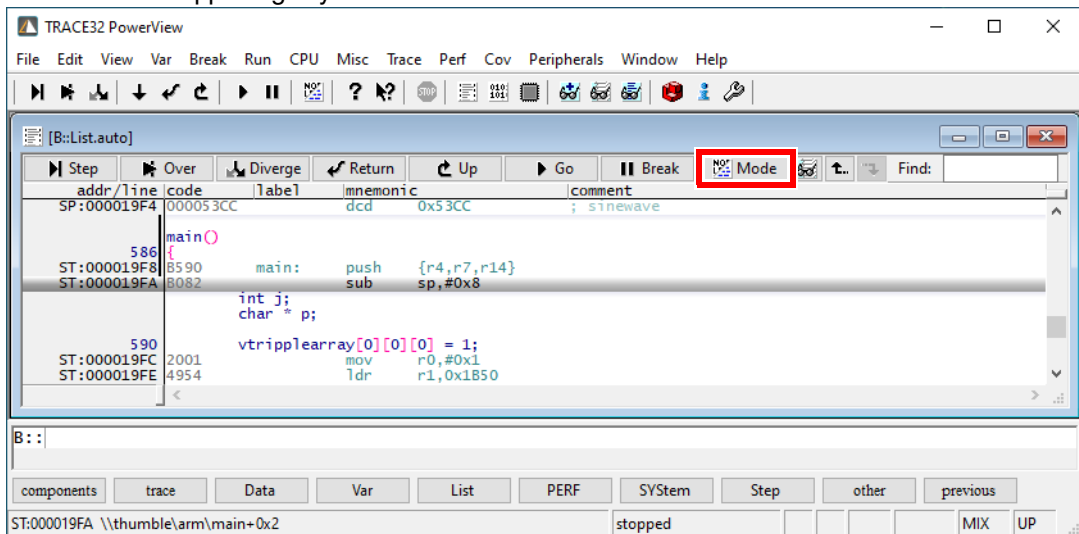 TRACE32 PowerView
File Edit View Var Break Run CPU Misc Trace Perf Cov Peripherals Window Help
[B::List.auto]
Step Over Diverge Return Up Go Break Mode t.. Find:
addr/line code label mnemonic comment
SP:000019F4 000053CC dcd 0x53CC ; sinewave
main()
586 {
ST:000019F8 B590 main: push {r4,r7,r14}
ST:000019FA B082 sub sp,#0x8
int j;
char * p;
590 vtripplearray[0][0][0] = 1;
ST:000019FC 2001 mov r0,#0x1
ST:000019FE 4954 ldr r1,0x1B50
B::
components trace Data Var List PERF SYStem Step other previous
ST:000019FA \\thumble\arm\main+0x2 stopped MIX UP